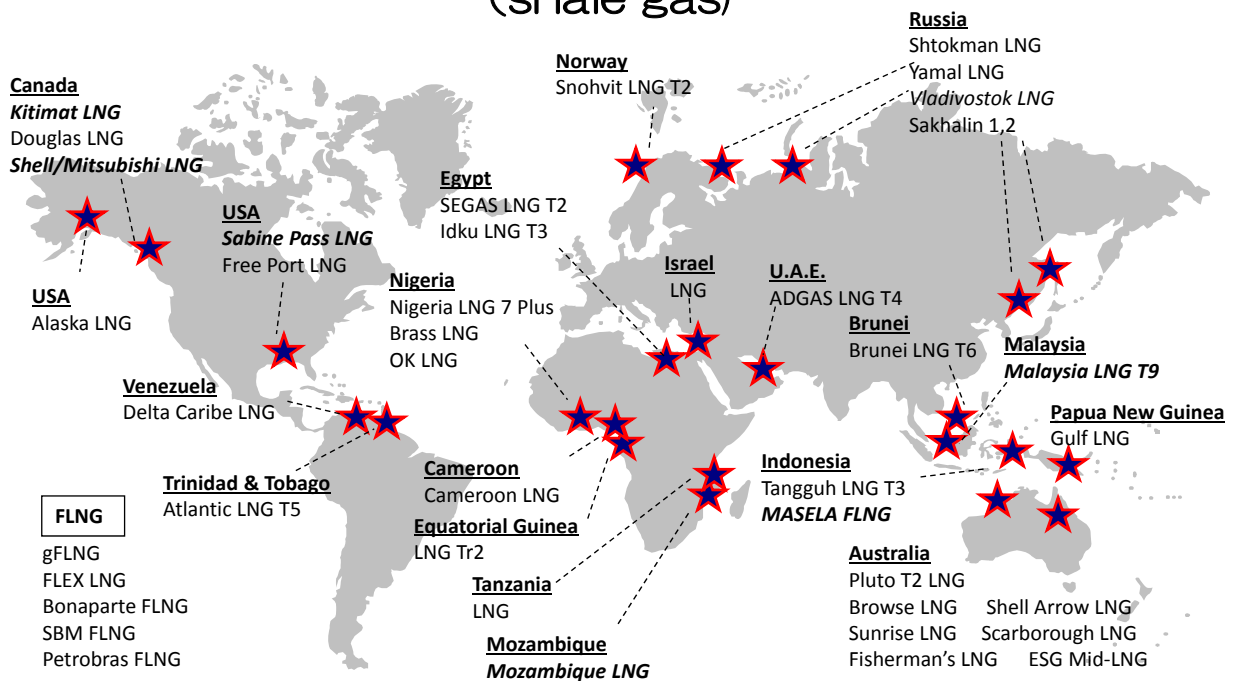 (shale gas)
Russia
Shtokman LNG
Yamal LNG
Vladivostok LNG
Sakhalin 1,2
Norway
Snohvit LNG T2
Canada
Kitimat LNG
Douglas LNG
Shell/Mitsubishi LNG
Egypt
SEGAS LNG T2
Idku LNG T3
USA
Sabine Pass LNG
Free Port LNG
Israel
LNG
U.A.E.
ADGAS LNG T4
Nigeria
Nigeria LNG 7 Plus
Brass LNG
OK LNG
USA
Alaska LNG
Brunei
Brunei LNG T6
Malaysia
Malaysia LNG T9
Venezuela
Delta Caribe LNG
Papua New Guinea
Gulf LNG
Trinidad & Tobago
Atlantic LNG T5
Cameroon
Cameroon LNG
Indonesia
Tangguh LNG T3
MASELA FLNG
Equatorial Guinea
LNG Tr2
FLNG
gFLNG
FLEX LNG
Bonaparte FLNG
SBM FLNG
Petrobras FLNG
Tanzania
LNG
Mozambique
Mozambique LNG
Australia
Pluto T2 LNG
Browse LNG Shell Arrow LNG
Sunrise LNG Scarborough LNG
Fisherman's LNG ESG Mid-LNG